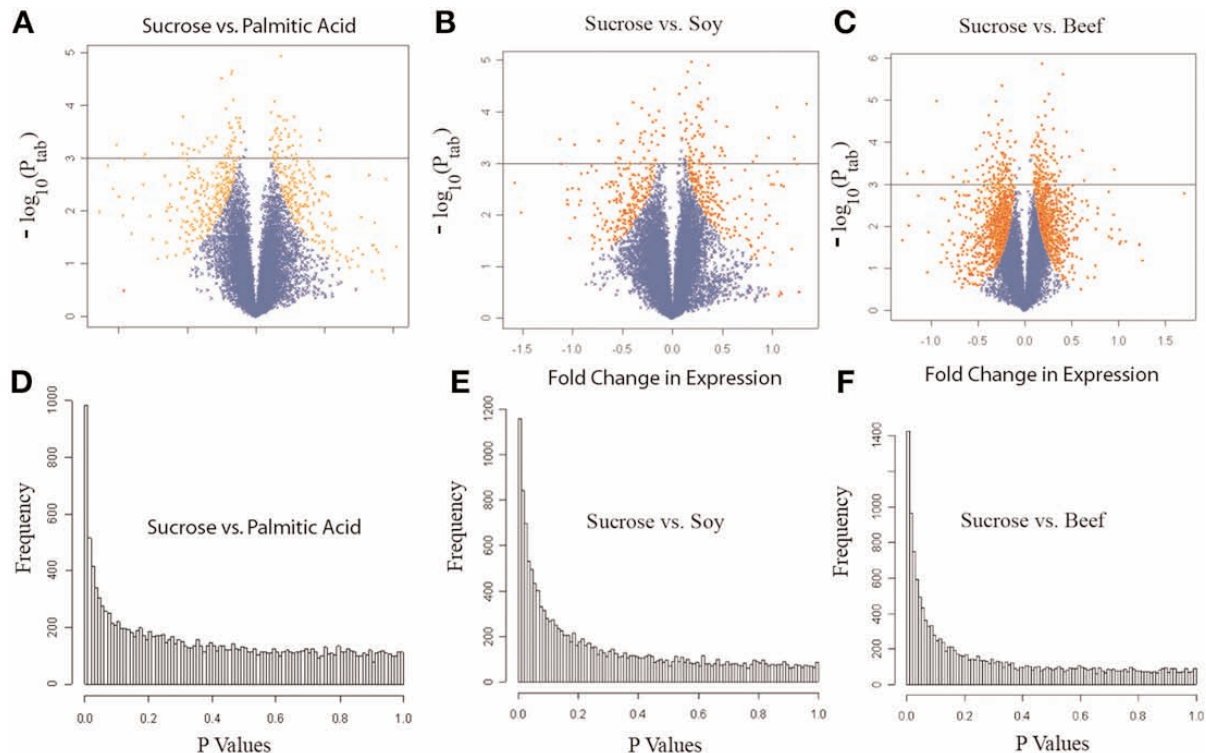 A Sucrose vs. Palmitic Acid
B Sucrose vs. Soy
C Sucrose vs. Beef
- log10(Ptab)
5
4
3
2
1
0
- log10(Ptab)
5
4
3
2
1
0
-1.5 -0.5 0.0 0.5 1.0
- log10(Ptab)
6
5
4
3
2
1
0
-1.0 -0.5 0.0 0.5 1.0 1.5
Fold Change in Expression
Fold Change in Expression
D
Frequency
1000
800
600
400
200
0
Sucrose vs. Palmitic Acid
0.0 0.2 0.4 0.6 0.8 1.0
P Values
E
Frequency
1200
1000
800
600
400
200
0
Sucrose vs. Soy
0.0 0.2 0.4 0.6 0.8 1.0
P Values
F
Frequency
1400
1000
800
600
400
200
0
Sucrose vs. Beef
0.0 0.2 0.4 0.6 0.8 1.0
P Values